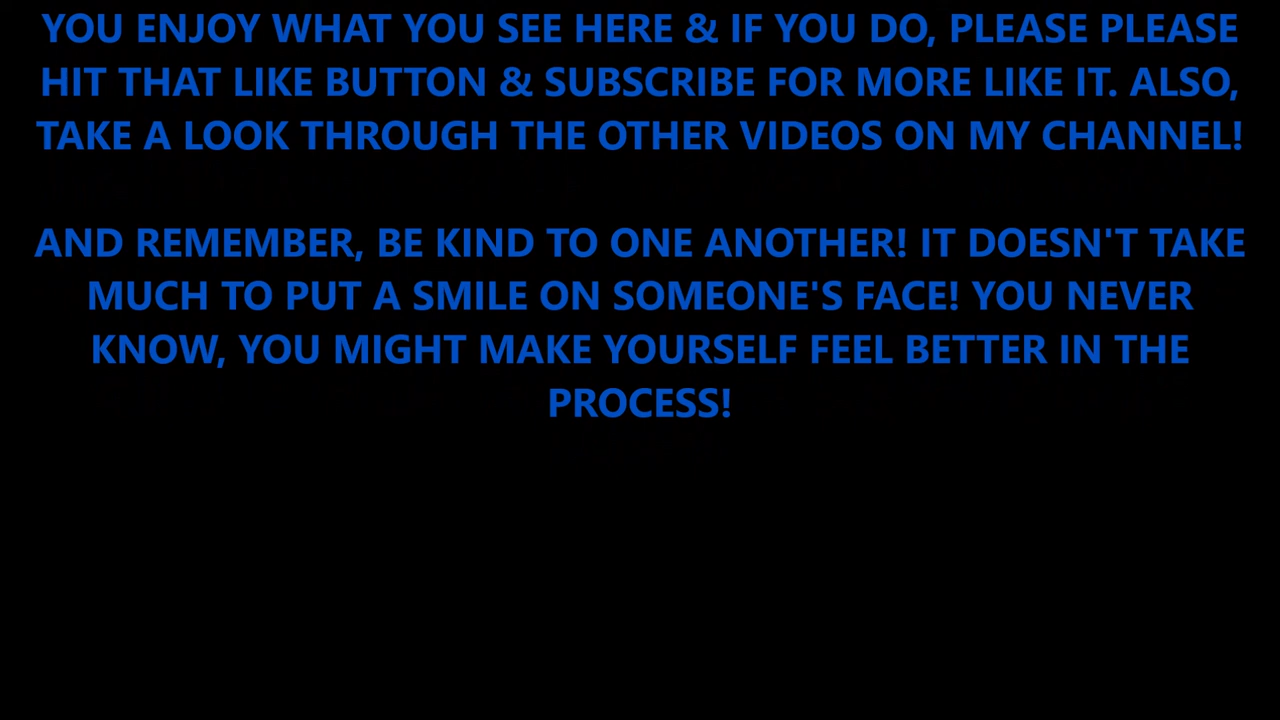 YOU ENJOY WHAT YOU SEE HERE & IF YOU DO, PLEASE PLEASE
HIT THAT LIKE BUTTON & SUBSCRIBE FOR MORE LIKE IT. ALSO,
TAKE A LOOK THROUGH THE OTHER VIDEOS ON MY CHANNEL!
AND REMEMBER, BE KIND TO ONE ANOTHER! IT DOESN'T TAKE
MUCH TO PUT A SMILE ON SOMEONE'S FACE! YOU NEVER
KNOW, YOU MIGHT MAKE YOURSELF FEEL BETTER IN THE
PROCESS!